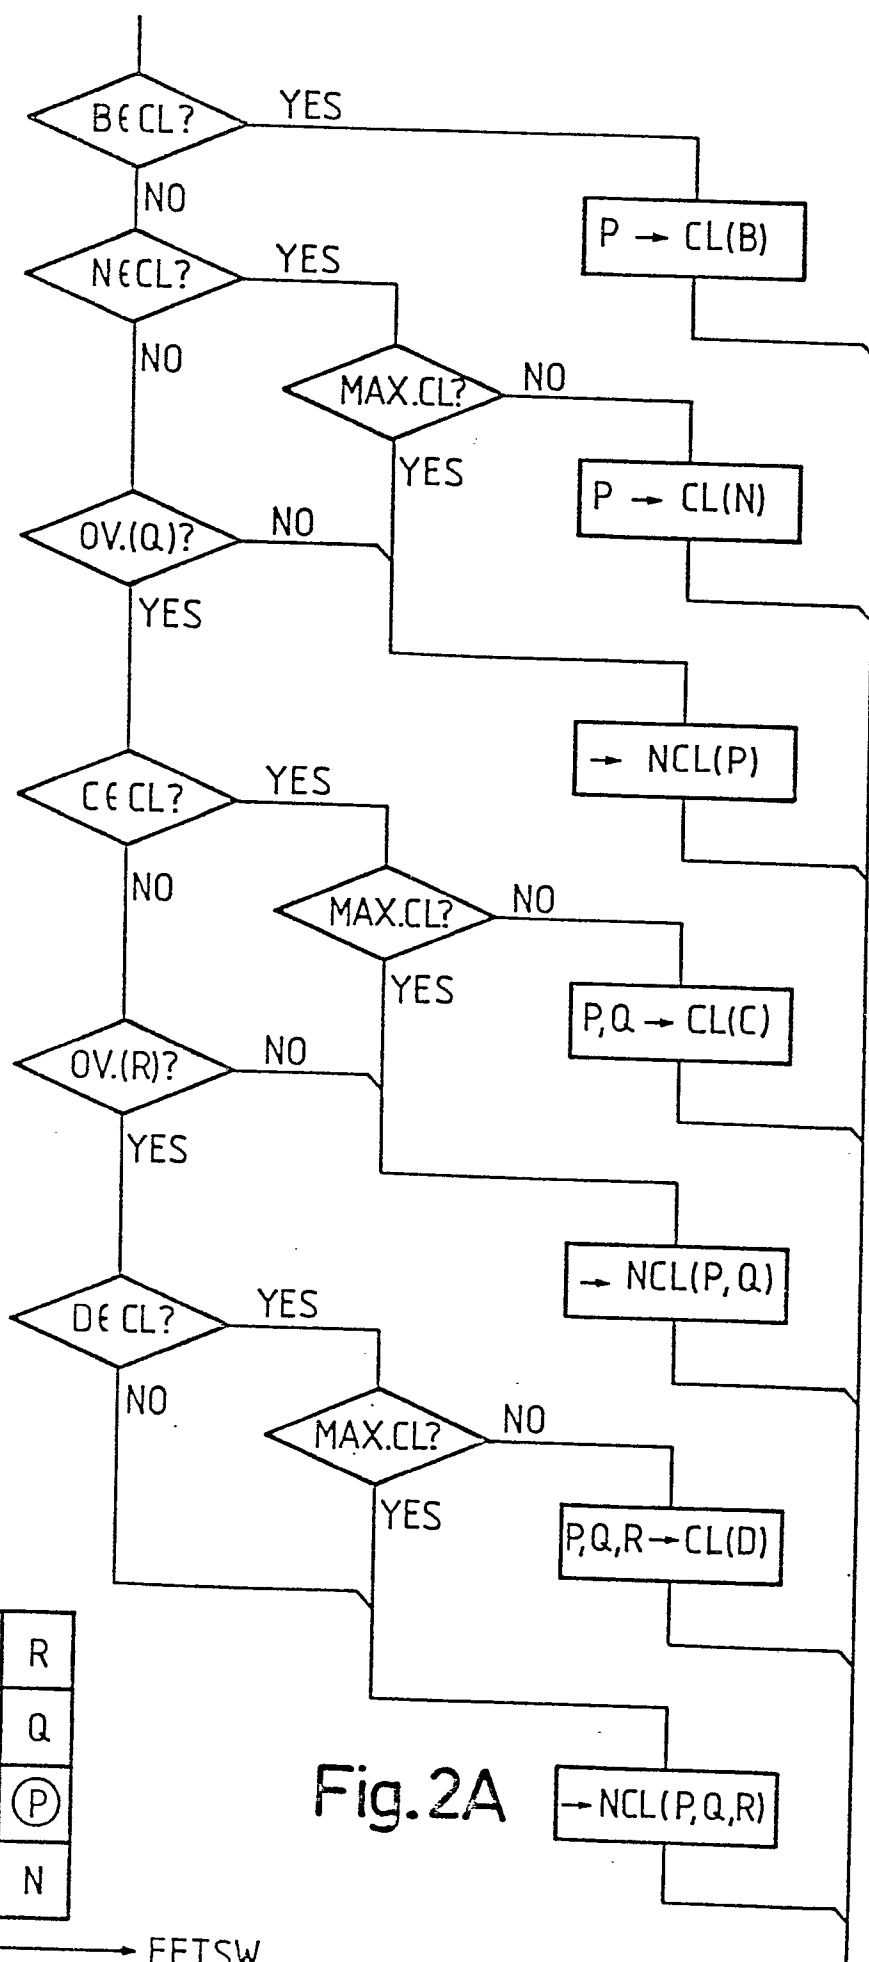 B∈CL?
YES
NO
P → CL(B)
N∈CL?
YES
NO
MAX.CL?
NO
YES
P → CL(N)
OV.(Q)?
NO
YES
→ NCL(P)
C∈CL?
YES
NO
MAX.CL?
NO
YES
P,Q → CL(C)
OV.(R)?
NO
YES
→ NCL(P,Q)
D∈CL?
YES
NO
MAX.CL?
NO
YES
P,Q,R → CL(D)
→ NCL(P,Q,R)
R
Q
P
N
Fig.2A